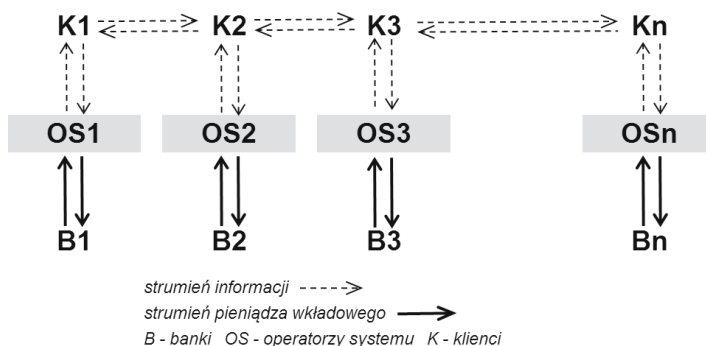 K1 K2 K3 Kn
OS1 OS2 OS3 OSn
B1 B2 B3 Bn
strumień informacji
strumień pieniądza wkładowego
B - banki OS - operatorzy systemu K - klienci